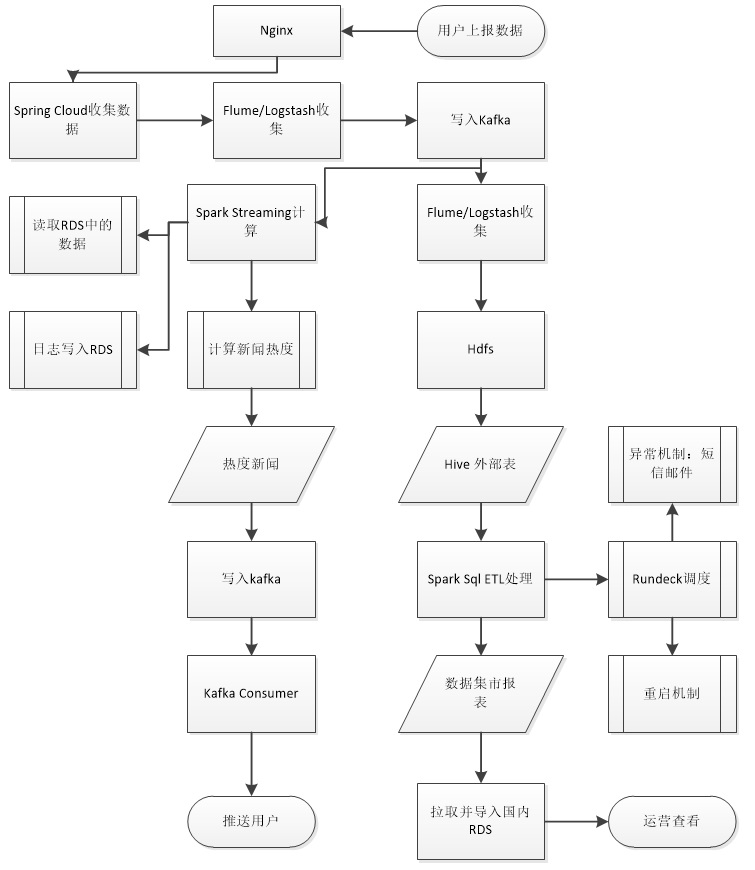 Nginx
用户上报数据
Spring Cloud收集数
据
Flume/Logstash收
集
写入Kafka
读取RDS中的
数据
Spark Streaming计
算
Flume/Logstash收
集
日志写入RDS
计算新闻热度
Hdfs
热度新闻
Hive 外部表
异常机制：短
信邮件
写入kafka
Spark Sql ETL处理
Rundeck调度
Kafka Consumer
数据集市报
表
重启机制
推送用户
拉取并导入国内
RDS
运营查看